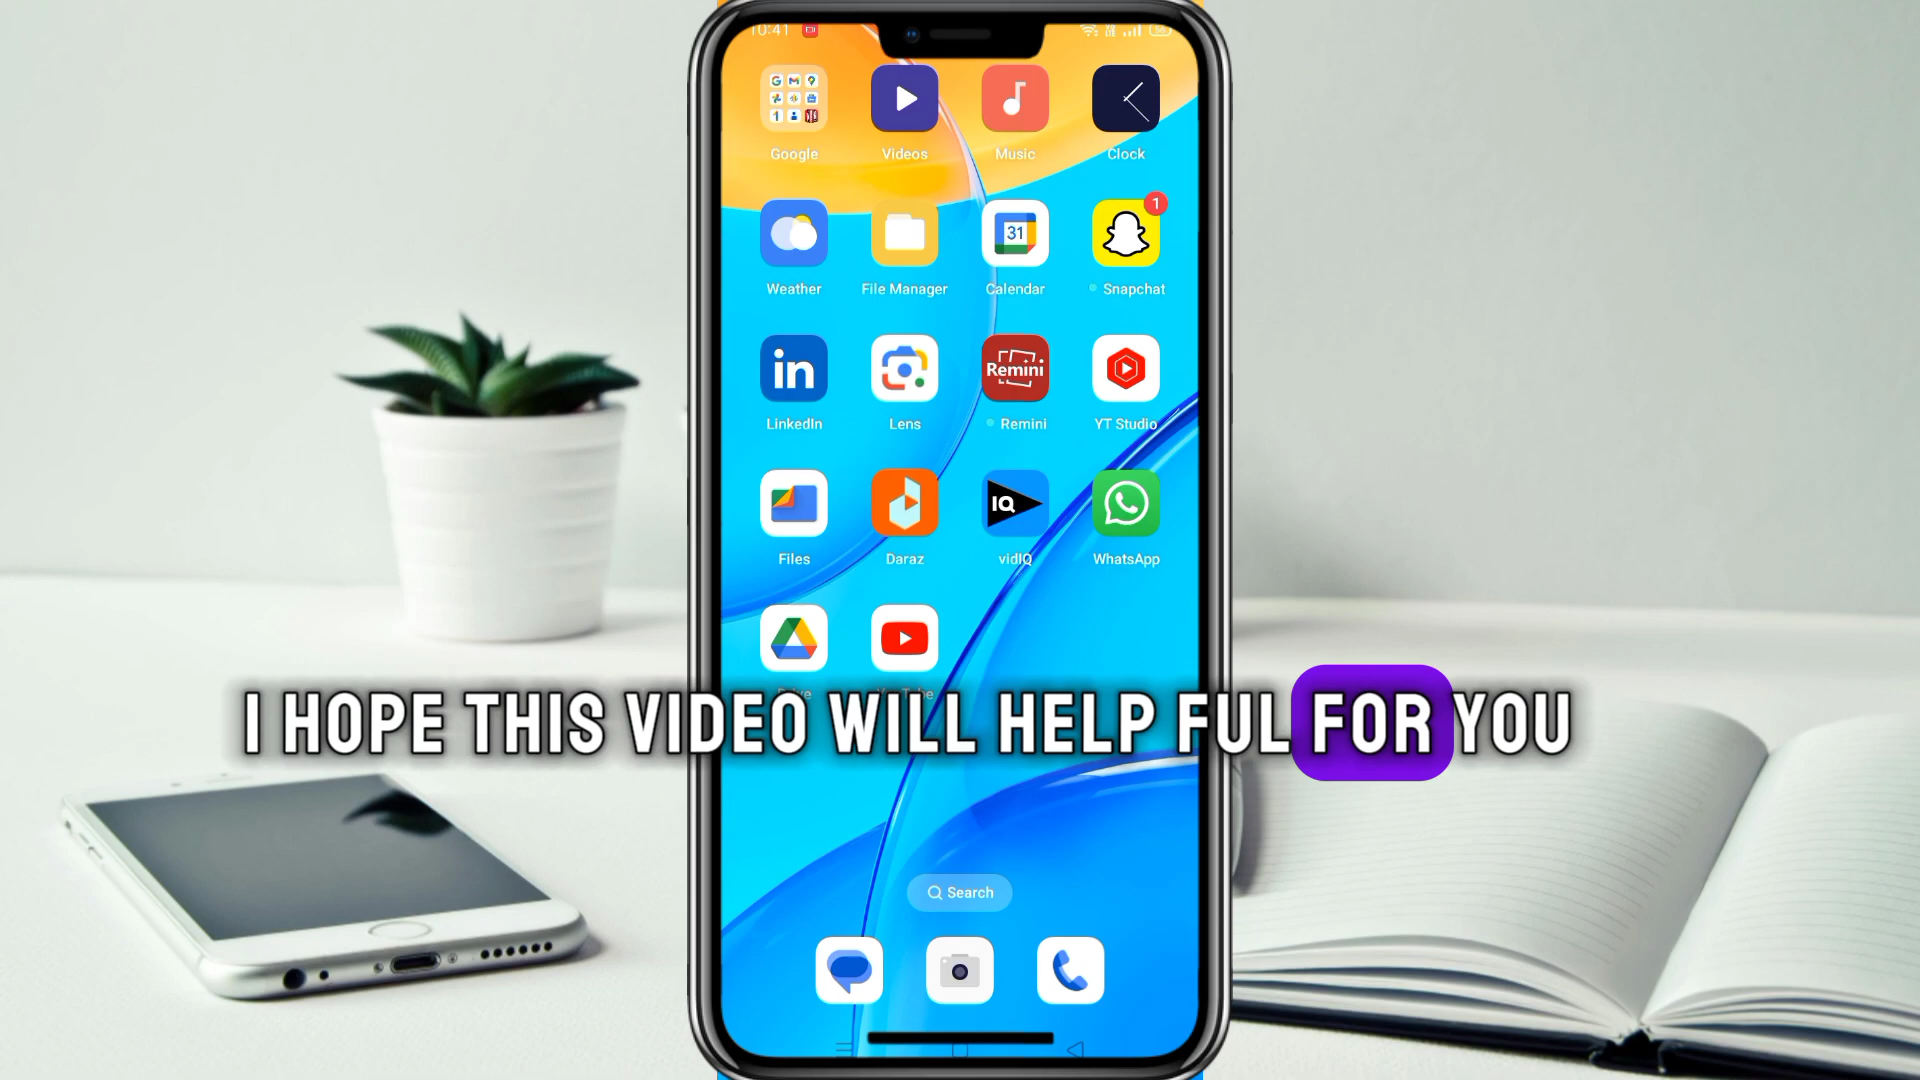 10:41
Google Videos Music Clock
31
1
Weather File Manager Calendar Snapchat
in
Remini
LinkedIn Lens Remini YT Studio
IQ
Files Daraz vidIQ WhatsApp
I HOPE THIS VIDEO WILL HELP FUL FOR YOU
Search